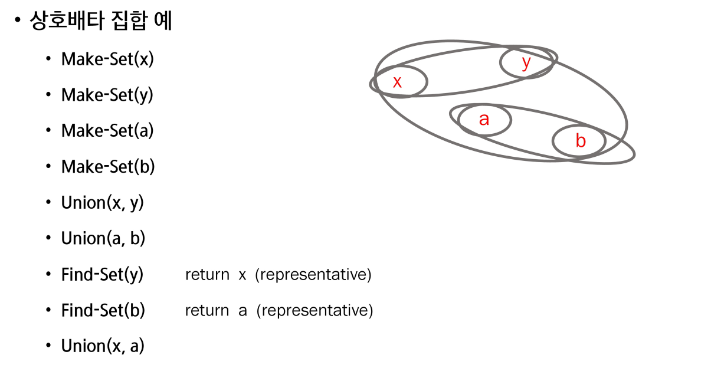 • 상호배타 집합 예
• Make-Set(x)
• Make-Set(y)
• Make-Set(a)
• Make-Set(b)
• Union(x, y)
• Union(a, b)
• Find-Set(y) return x (representative)
• Find-Set(b) return a (representative)
• Union(x, a)
x
y
a
b